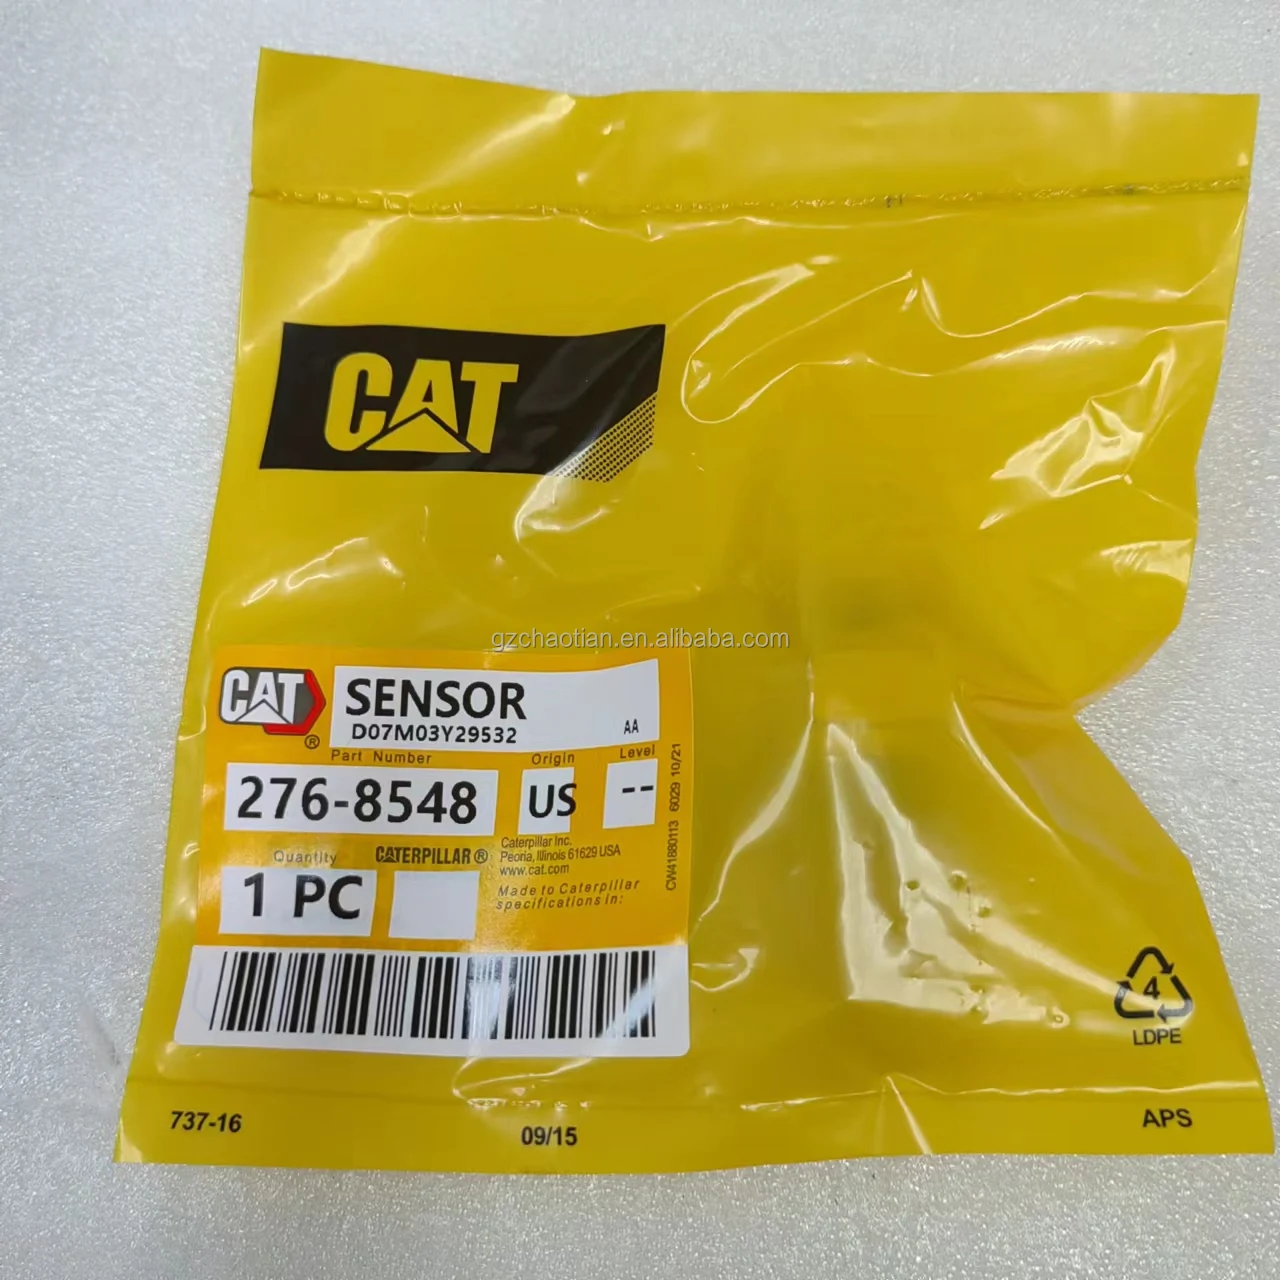 CAT
gzchaotian.en.alibaba.com
CAT ®
SENSOR
D07M03Y29532
AA
Part Number
Origin
Level
276-8548
US
--
Quantity
CATERPILLAR®
Caterpillar Inc.
Peoria, Illinois 61629 USA
www.cat.com
1 PC
Made to Caterpillar
specifications in:
CW41880113 6029 10/21
4
LDPE
737-16
09/15
APS